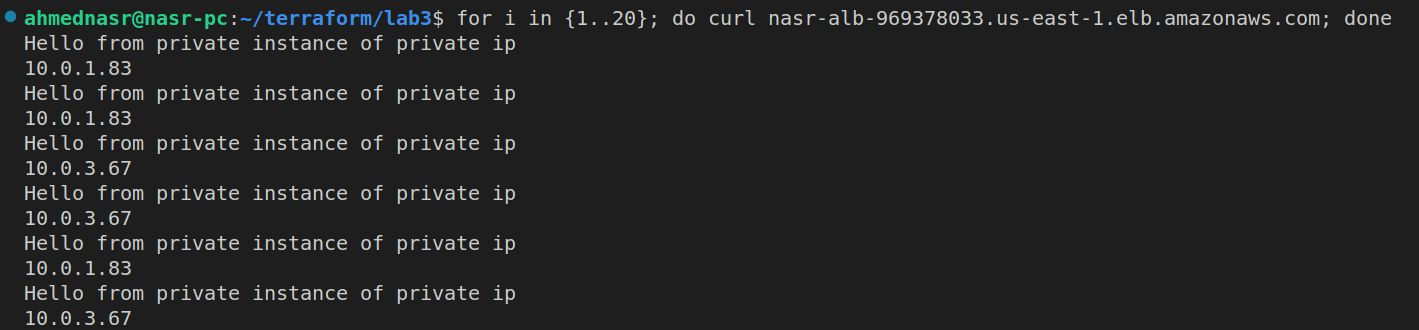 ahmednasr@nasr-pc:~/terraform/lab3$ for i in {1..20}; do curl nasr-alb-969378033.us-east-1.elb.amazonaws.com; done
Hello from private instance of private ip
10.0.1.83
Hello from private instance of private ip
10.0.1.83
Hello from private instance of private ip
10.0.3.67
Hello from private instance of private ip
10.0.3.67
Hello from private instance of private ip
10.0.1.83
Hello from private instance of private ip
10.0.3.67